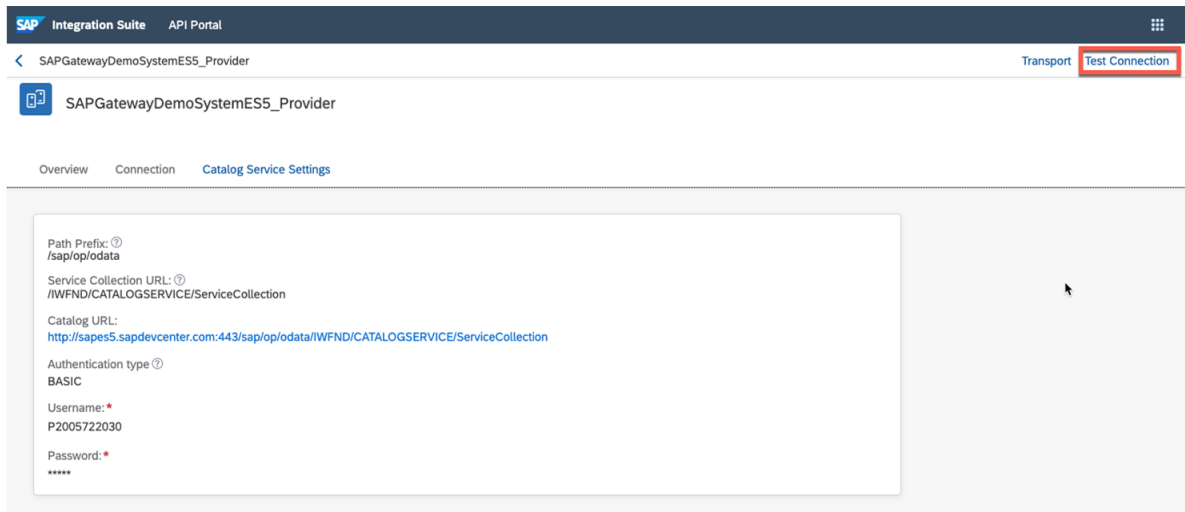 SAP Integration Suite API Portal
SAPGatewayDemoSystemES5_Provider Transport Test Connection
SAPGatewayDemoSystemES5_Provider
Overview Connection Catalog Service Settings
Path Prefix:
/sap/op/odata
Service Collection URL:
/IWFND/CATALOGSERVICE/ServiceCollection
Catalog URL:
http://sapes5.sapdevcenter.com:443/sap/op/odata/IWFND/CATALOGSERVICE/ServiceCollection
Authentication type
BASIC
Username:*
P2005722030
Password:*
*****